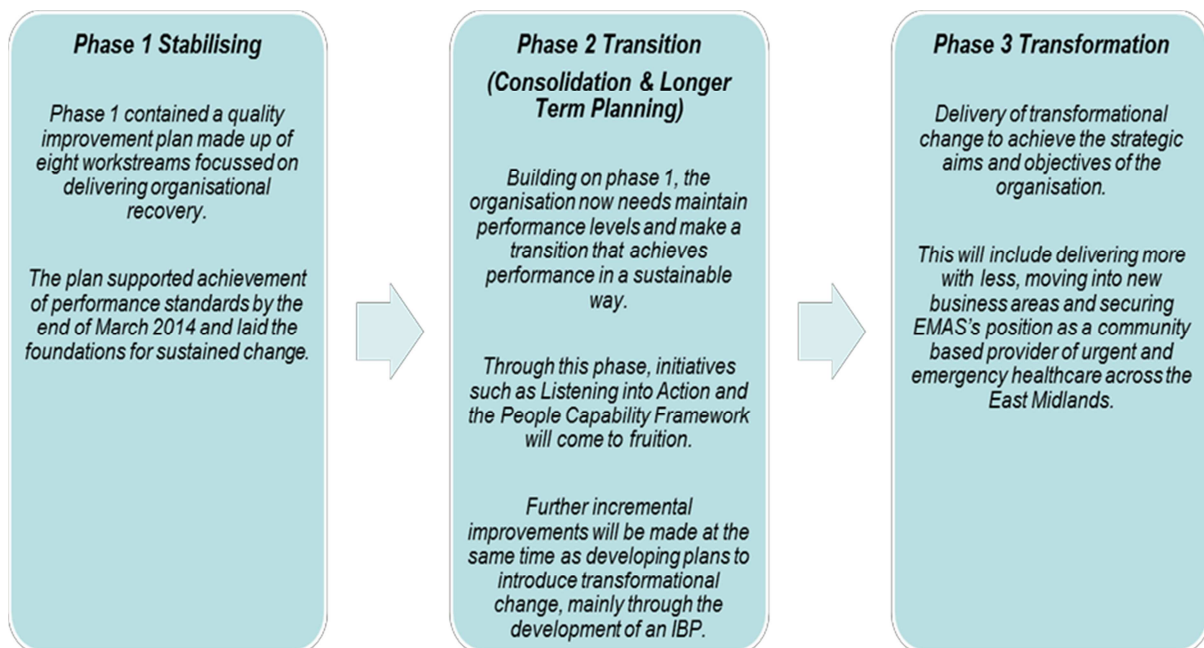 Phase 1 Stabilising
Phase 1 contained a quality
improvement plan made up of
eight workstreams focussed on
delivering organisational
recovery.
The plan supported achievement
of performance standards by the
end of March 2014 and laid the
foundations for sustained change.
Phase 2 Transition
(Consolidation & Longer
Term Planning)
Building on phase 1, the
organisation now needs maintain
performance levels and make a
transition that achieves
performance in a sustainable
way.
Through this phase, initiatives
such as Listening into Action and
the People Capability Framework
will come to fruition.
Further incremental
improvements will be made at the
same time as developing plans to
introduce transformational
change, mainly through the
development of an IBP.
Phase 3 Transformation
Delivery of transformational
change to achieve the strategic
aims and objectives of the
organisation.
This will include delivering more
with less, moving into new
business areas and securing
EMAS's position as a community
based provider of urgent and
emergency healthcare across the
East Midlands.